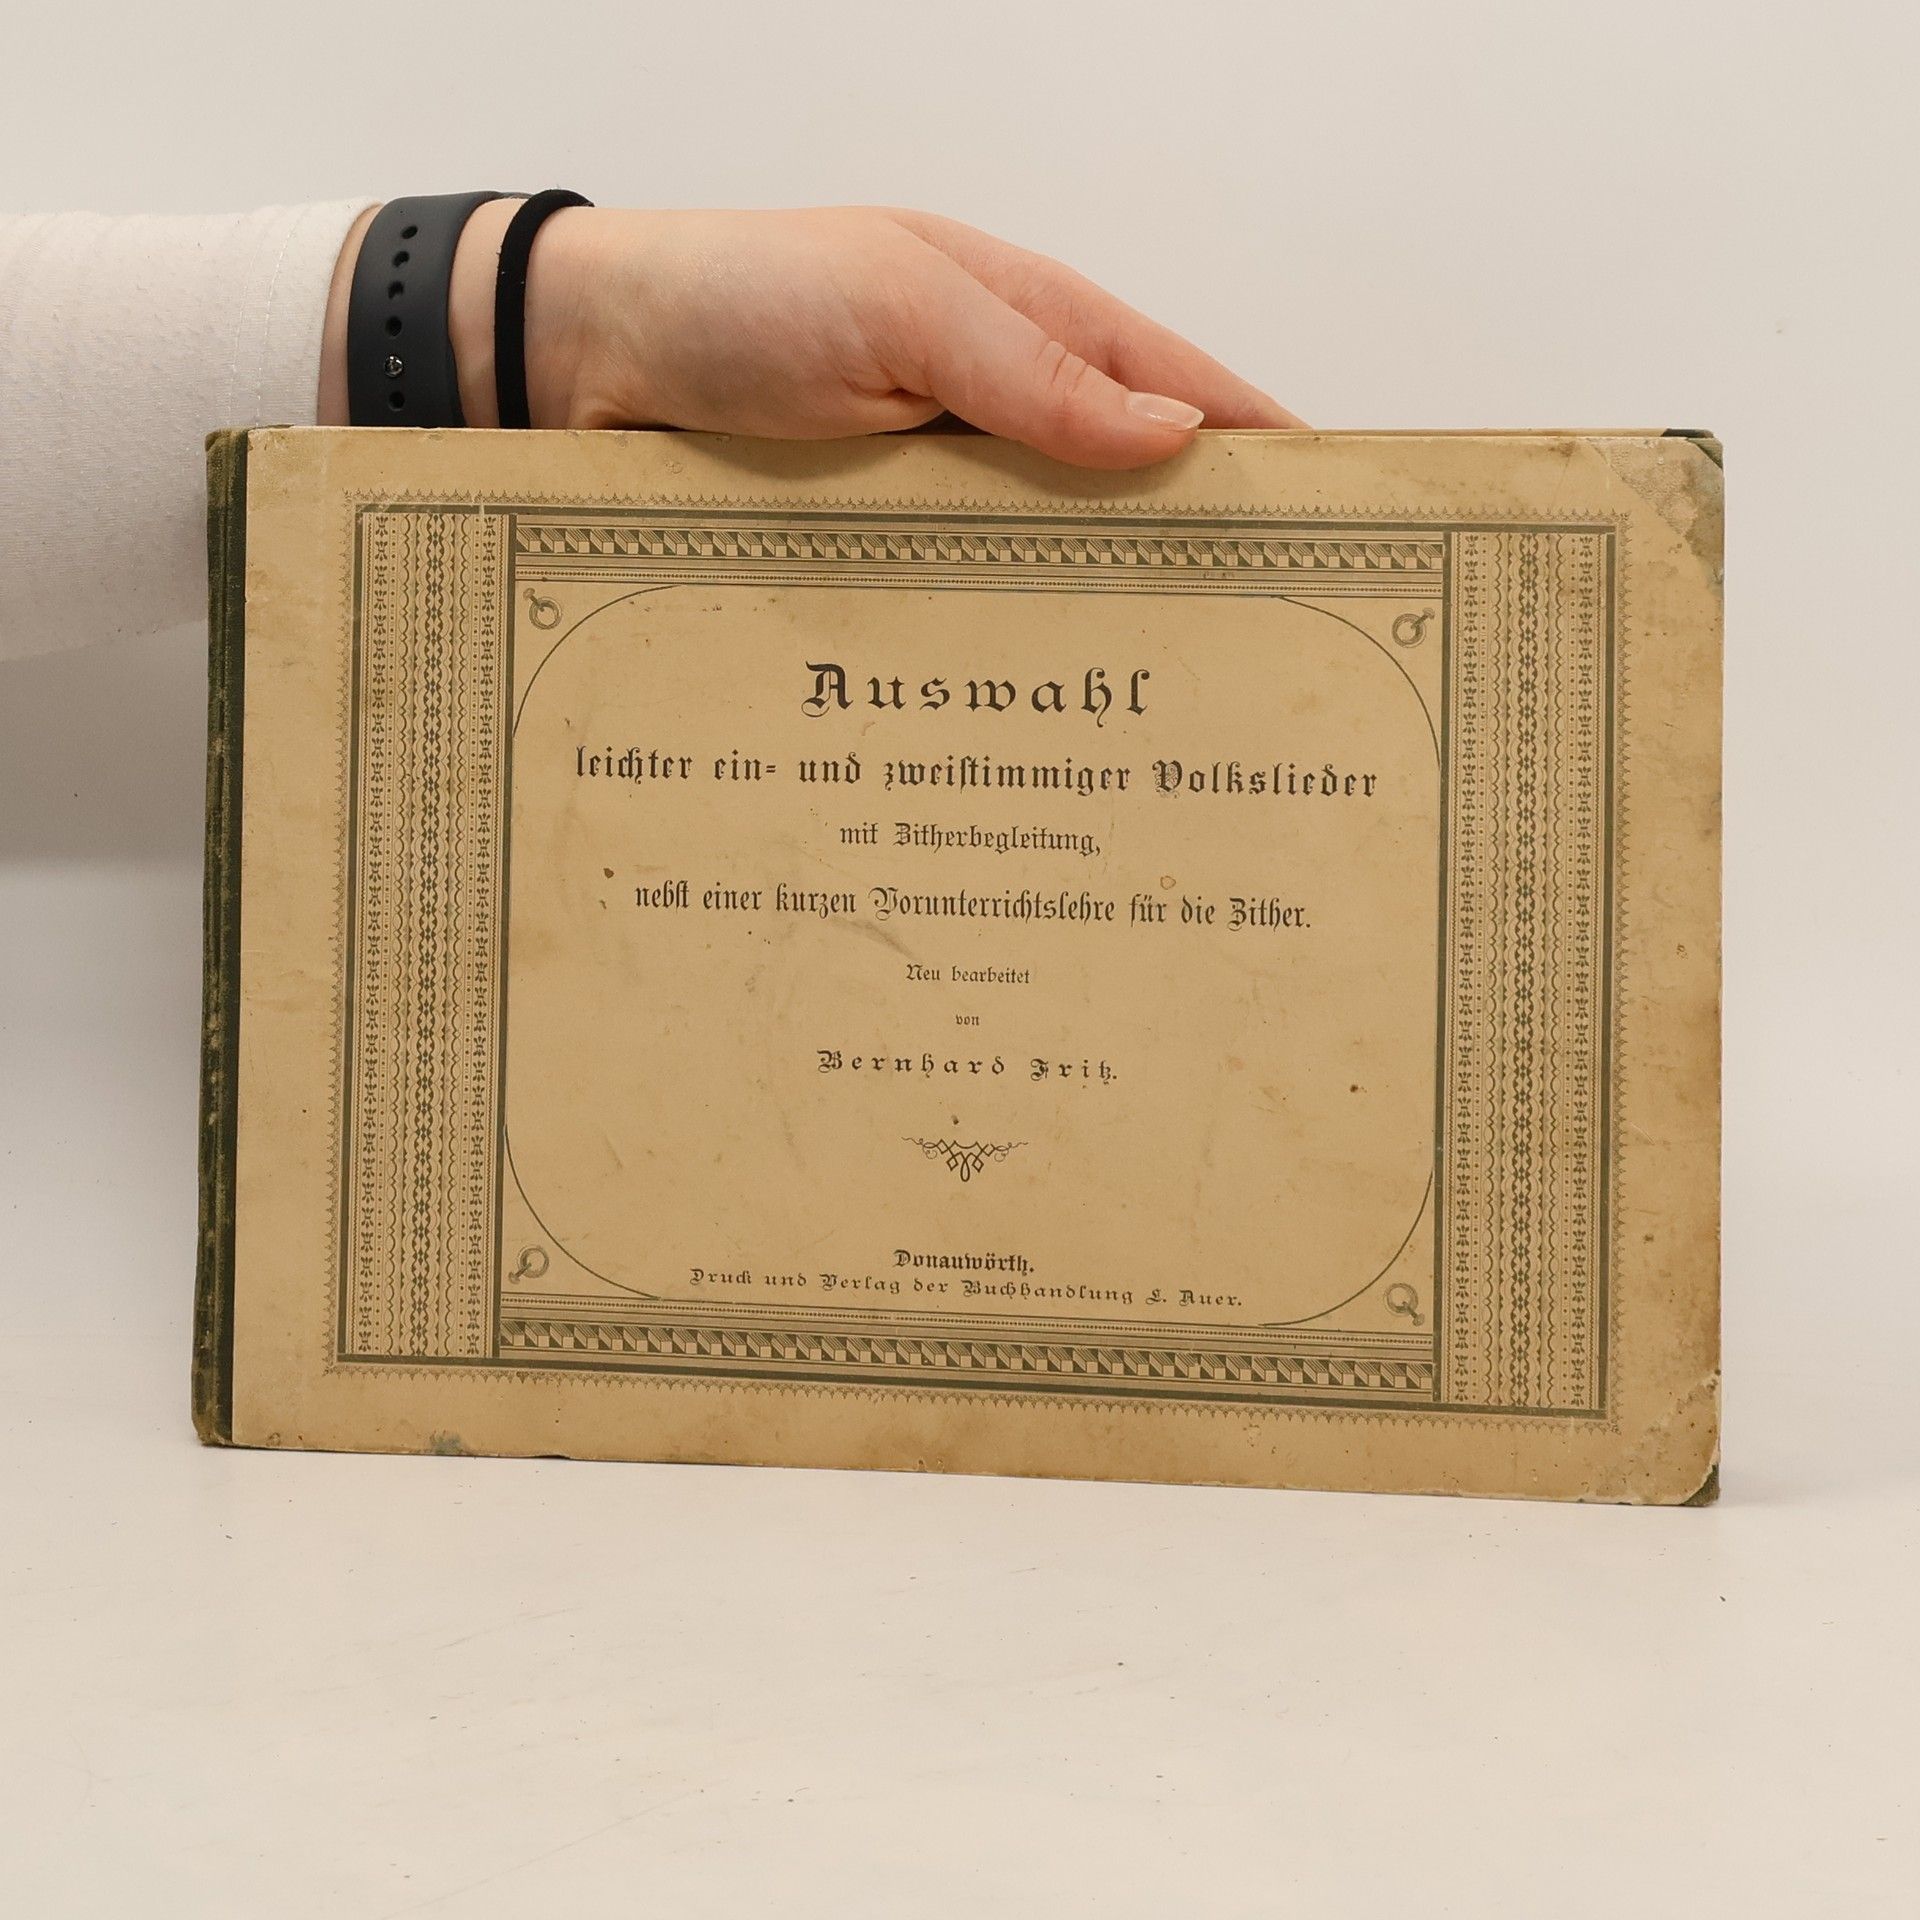 Auswahl
leichter ein= und zweistimmiger Volkslieder
mit Zitherbegleitung,
nebst einer kurzen Vorunterrichtslehre für die Zither.
Neu bearbeitet
von
Bernhard Fritz.
Donauwörth.
Druck und Verlag der Buchhandlung L. Auer.